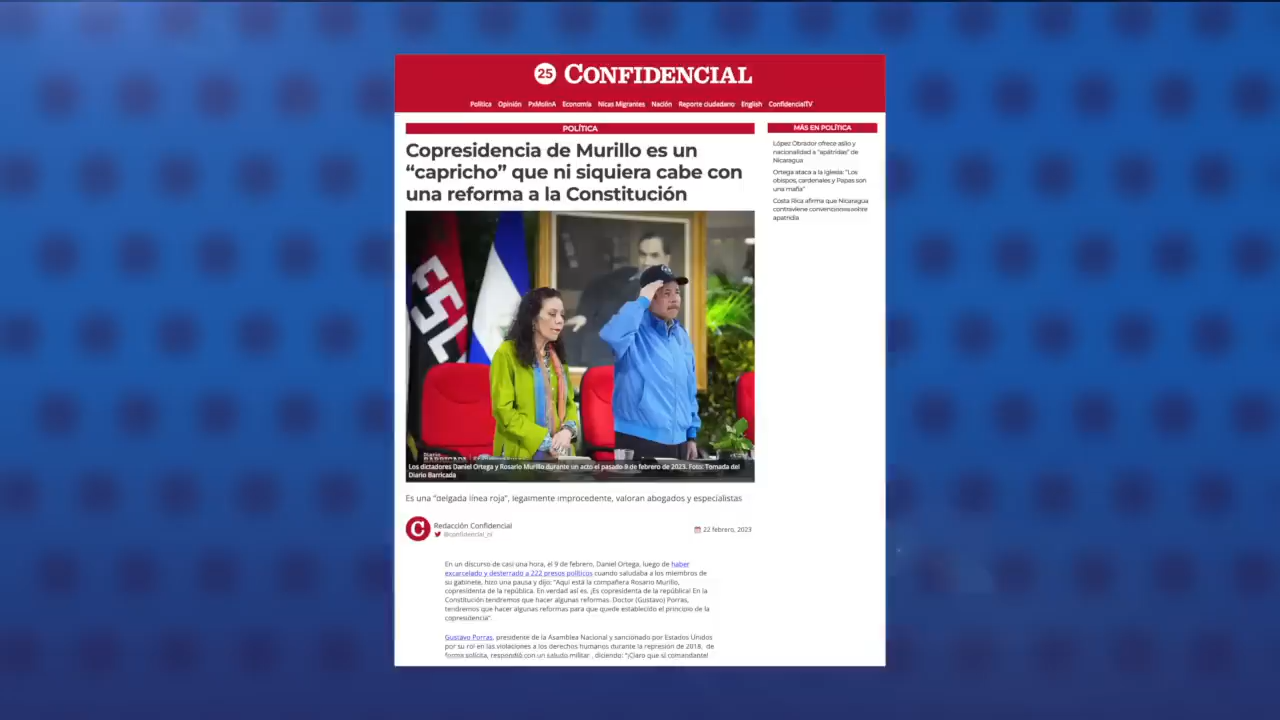 25 CONFIDENCIAL
Política Opinión PxMolinA Economía Nicas Migrantes Nación Reporte ciudadano English ConfidencialTV
POLÍTICA
Copresidencia de Murillo es un
“capricho” que ni siquiera cabe con
una reforma a la Constitución
FSL
Diario
BARRICADA
Los dictadores Daniel Ortega y Rosario Murillo durante un acto el pasado 9 de febrero de 2023. Foto: Tomada del
Diario Barricada
Es una “delgada línea roja”, legalmente improcedente, valoran abogados y especialistas
C
Redacción Confidencial
@confidencial_ni
22 febrero, 2023
En un discurso de casi una hora, el 9 de febrero, Daniel Ortega, luego de haber
excarcelado y desterrado a 222 presos políticos cuando saludaba a los miembros de
su gabinete, hizo una pausa y dijo: “Aquí está la compañera Rosario Murillo,
copresidenta de la república. En verdad así es. ¡Es copresidenta de la república! En la
Constitución tendremos que hacer algunas reformas. Doctor (Gustavo) Porras,
tendremos que hacer algunas reformas para que quede establecido el principio de la
copresidencia”.
Gustavo Porras, presidente de la Asamblea Nacional y sancionado por Estados Unidos
por su rol en las violaciones a los derechos humanos durante la represión de 2018, de
forma solícita, respondió con un saludo militar , diciendo: “¡Claro que sí comandante!
MÁS EN POLÍTICA
López Obrador ofrece asilo y
nacionalidad a “apátridas” de
Nicaragua
Ortega ataca a la Iglesia: “Los
obispos, cardenales y Papas son
una mafia”
Costa Rica afirma que Nicaragua
contraviene convenciones sobre
apatridia